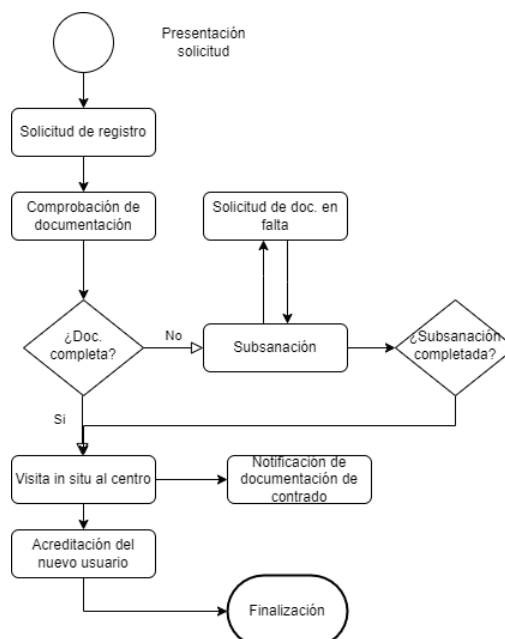 Presentación
solicitud
Solicitud de registro
Comprobación de
documentación
Solicitud de doc. en
falta
¿Doc.
completa?
No
Subsanación
¿Subsanación
completada?
Si
Visita in situ al centro
Notificación de
documentación de
contrado
Acreditación del
nuevo usuario
Finalización